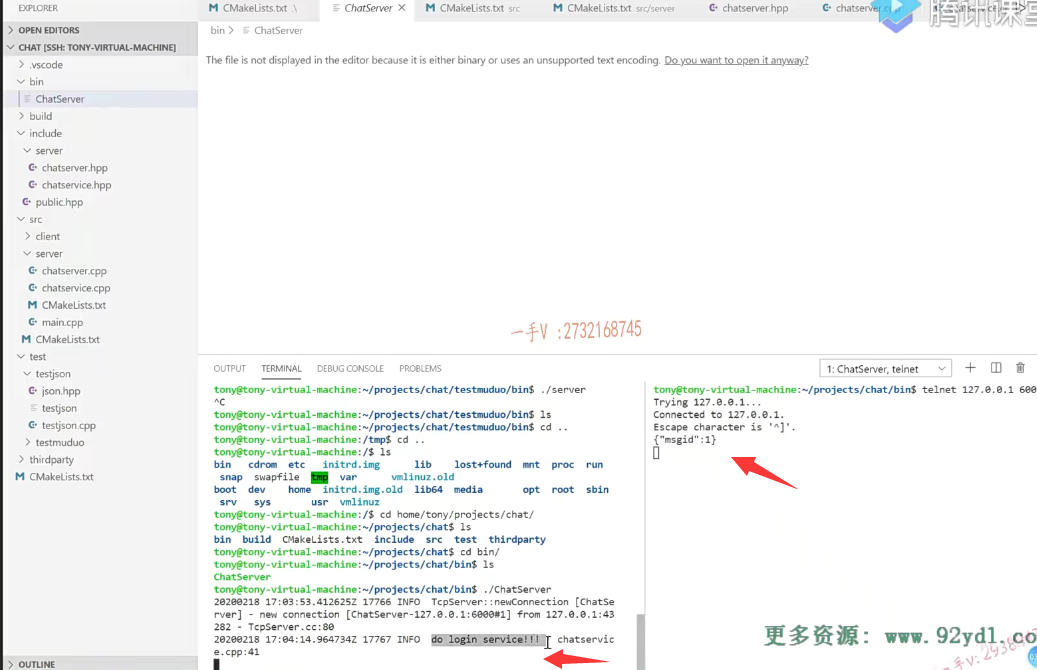 EXPLORER
OPEN EDITORS
CHAT [SSH: TONY-VIRTUAL-MACHINE]
.vscode
bin
ChatServer
build
include
server
chatserver.hpp
chatservice.hpp
public.hpp
src
client
server
chatserver.cpp
chatservice.cpp
CMakeLists.txt
main.cpp
CMakeLists.txt
test
testjson
json.hpp
testjson
testjson.cpp
testmuduo
thirdparty
CMakeLists.txt
OUTLINE
CMakeLists.txt .\
ChatServer
CMakeLists.txt src
CMakeLists.txt src/server
chatserver.hpp
腾讯课堂
bin > ChatServer
The file is not displayed in the editor because it is either binary or uses an unsupported text encoding. Do you want to open it anyway?
一手V :2732168745
OUTPUT TERMINAL DEBUG CONSOLE PROBLEMS
1: ChatServer, telnet
tony@tony-virtual-machine:~/projects/chat/testmuduo/bin$ ./server
^C
tony@tony-virtual-machine:~/projects/chat/testmuduo/bin$ ls
tony@tony-virtual-machine:~/projects/chat/testmuduo/bin$ cd ..
tony@tony-virtual-machine:/tmp$ cd ..
tony@tony-virtual-machine:/$ ls
bin cdrom etc initrd.img lib lost+found mnt proc run
snap swapfile tmp var vmlinuz.old
boot dev home initrd.img.old lib64 media opt root sbin
srv sys usr vmlinuz
tony@tony-virtual-machine:/$ cd home/tony/projects/chat/
tony@tony-virtual-machine:~/projects/chat$ ls
bin build CMakeLists.txt include src test thirdparty
tony@tony-virtual-machine:~/projects/chat$ cd bin/
tony@tony-virtual-machine:~/projects/chat/bin$ ls
ChatServer
tony@tony-virtual-machine:~/projects/chat/bin$ ./ChatServer
20200218 17:03:53.412625Z 17766 INFO TcpServer::newConnection [ChatSe
rver] - new connection [ChatServer-127.0.0.1:6000#1] from 127.0.0.1:43
282 - TcpServer.cc:80
20200218 17:04:14.964734Z 17767 INFO do login service!!! chatservic
e.cpp:41
tony@tony-virtual-machine:~/projects/chat/bin$ telnet 127.0.0.1 600
Trying 127.0.0.1...
Connected to 127.0.0.1.
Escape character is '^]'.
{"msgid":1}
更多资源: www.92yd1.co